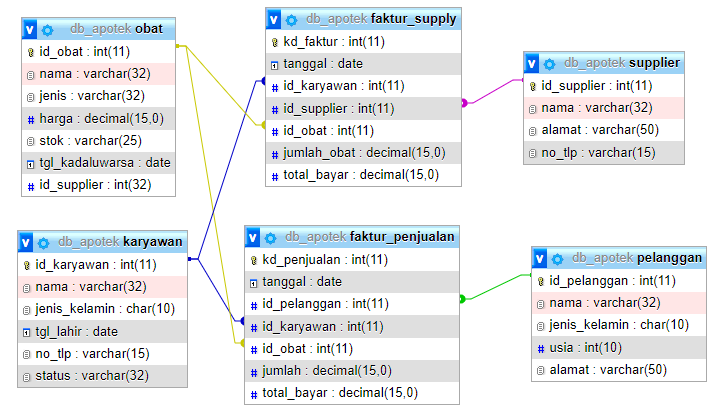 db_apotek obat
id_obat : int(11)
nama : varchar(32)
jenis : varchar(32)
harga : decimal(15,0)
stok : varchar(25)
tgl_kadaluwarsa : date
id_supplier : int(32)
v db_apotek faktur_supply
kd_faktur : int(11)
tanggal : date
id_karyawan : int(11)
id_supplier : int(11)
id_obat : int(11)
jumlah_obat : decimal(15,0)
total_bayar : decimal(15,0)
v db_apotek supplier
id_supplier : int(11)
nama : varchar(32)
alamat : varchar(50)
no_tlp : varchar(15)
v db_apotek karyawan
id_karyawan : int(11)
nama : varchar(32)
jenis_kelamin : char(10)
tgl_lahir : date
no_tlp : varchar(15)
status : varchar(32)
v db_apotek faktur_penjualan
kd_penjualan : int(11)
tanggal : date
id_pelanggan : int(11)
id_karyawan : int(11)
id_obat : int(11)
jumlah : decimal(15,0)
total_bayar : decimal(15,0)
v db_apotek pelanggan
id_pelanggan : int(11)
nama : varchar(32)
jenis_kelamin : char(10)
usia : int(10)
alamat : varchar(50)